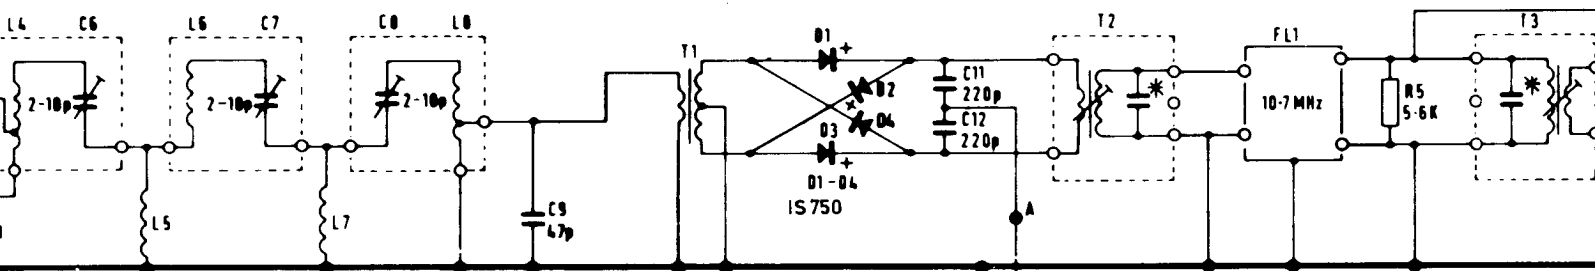 L4 C6 L6 C7 C8 L8
T1
D1
T2
FL1
T3
2-10p 2-10p 2-10p
D2
C11
220p
10·7MHz
R5
5·6K
D4
C12
220p
D3
D1-D4
IS750
L5 L7
C9
47p
A